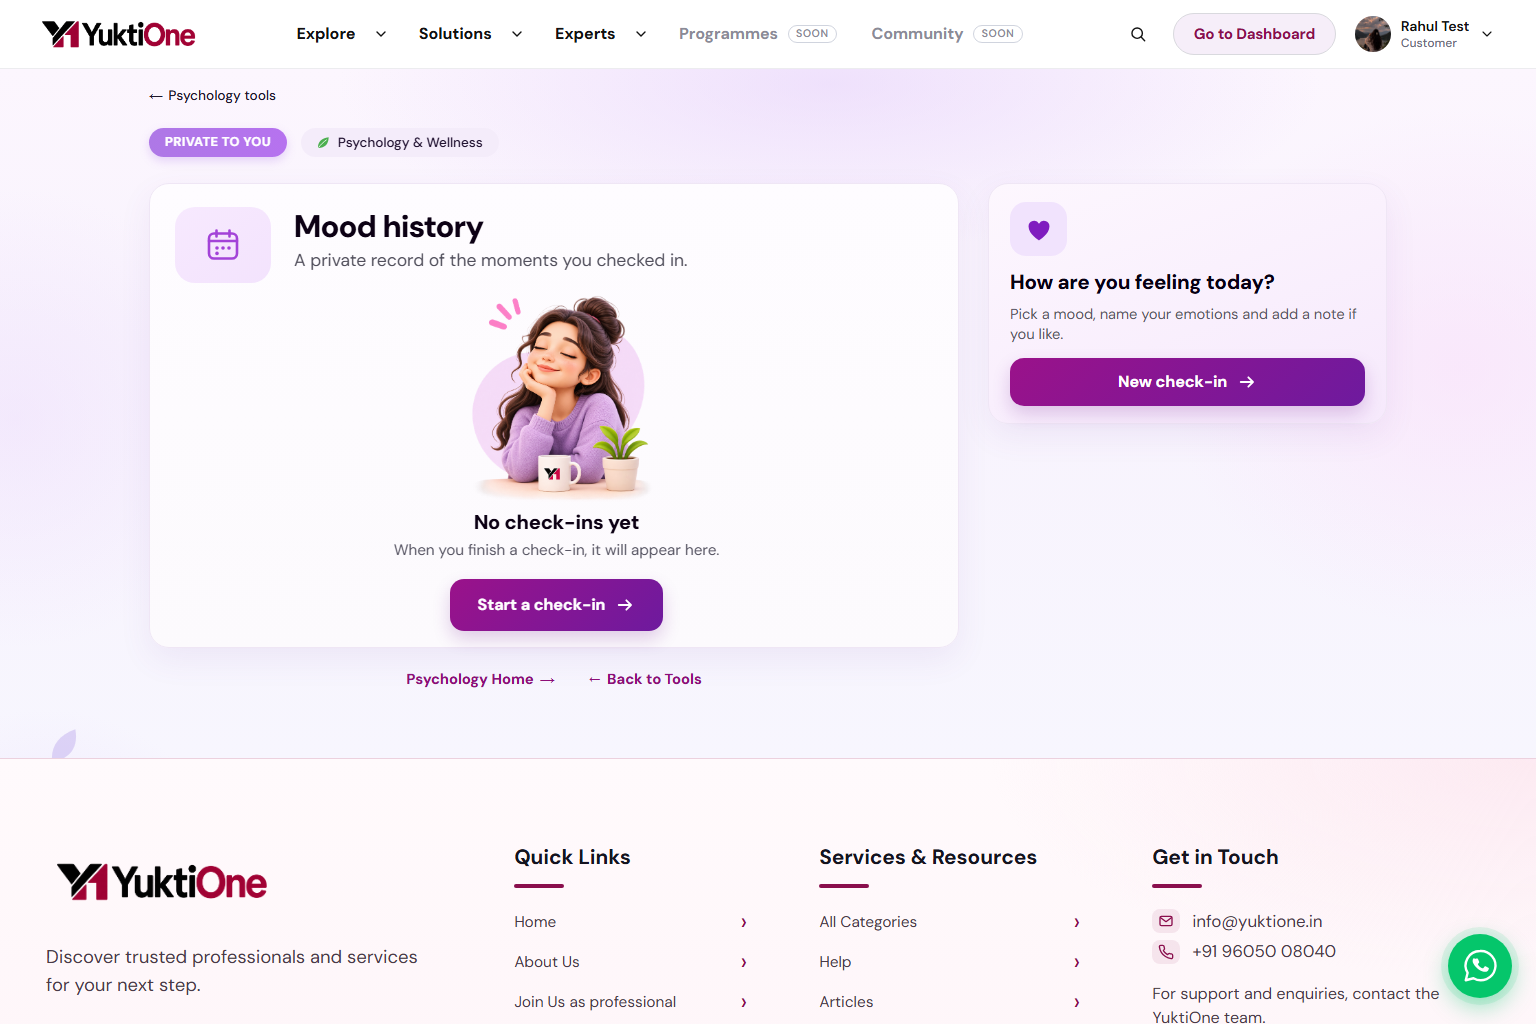 YuktiOne
Explore
Solutions
Experts
Programmes SOON
Community SOON
Go to Dashboard
Rahul Test
Customer
← Psychology tools
PRIVATE TO YOU
Psychology & Wellness
Mood history
A private record of the moments you checked in.
No check-ins yet
When you finish a check-in, it will appear here.
Start a check-in →
How are you feeling today?
Pick a mood, name your emotions and add a note if
you like.
New check-in →
Psychology Home →
← Back to Tools
YuktiOne
Discover trusted professionals and services
for your next step.
Quick Links
Home ›
About Us ›
Join Us as professional ›
Services & Resources
All Categories ›
Help ›
Articles ›
Get in Touch
info@yuktione.in
+91 96050 08040
For support and enquiries, contact the
YuktiOne team.